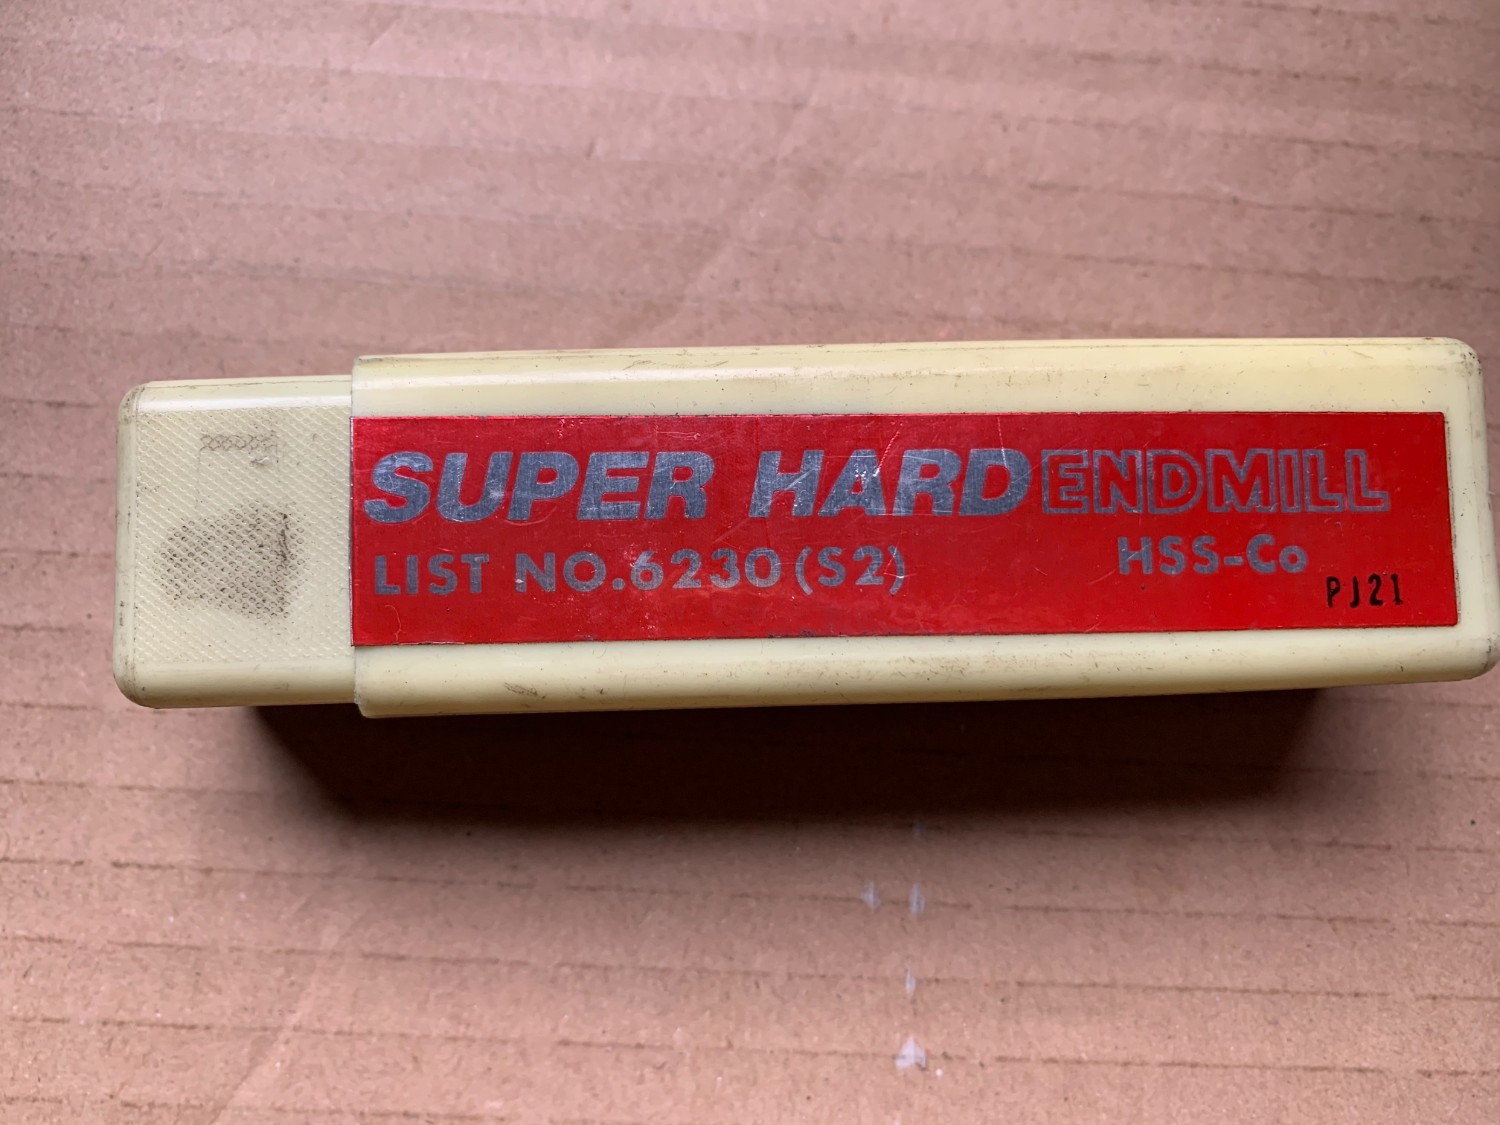 SUPER HARD ENDMILL
LIST NO.6230(S2) HSS-Co
PJ21